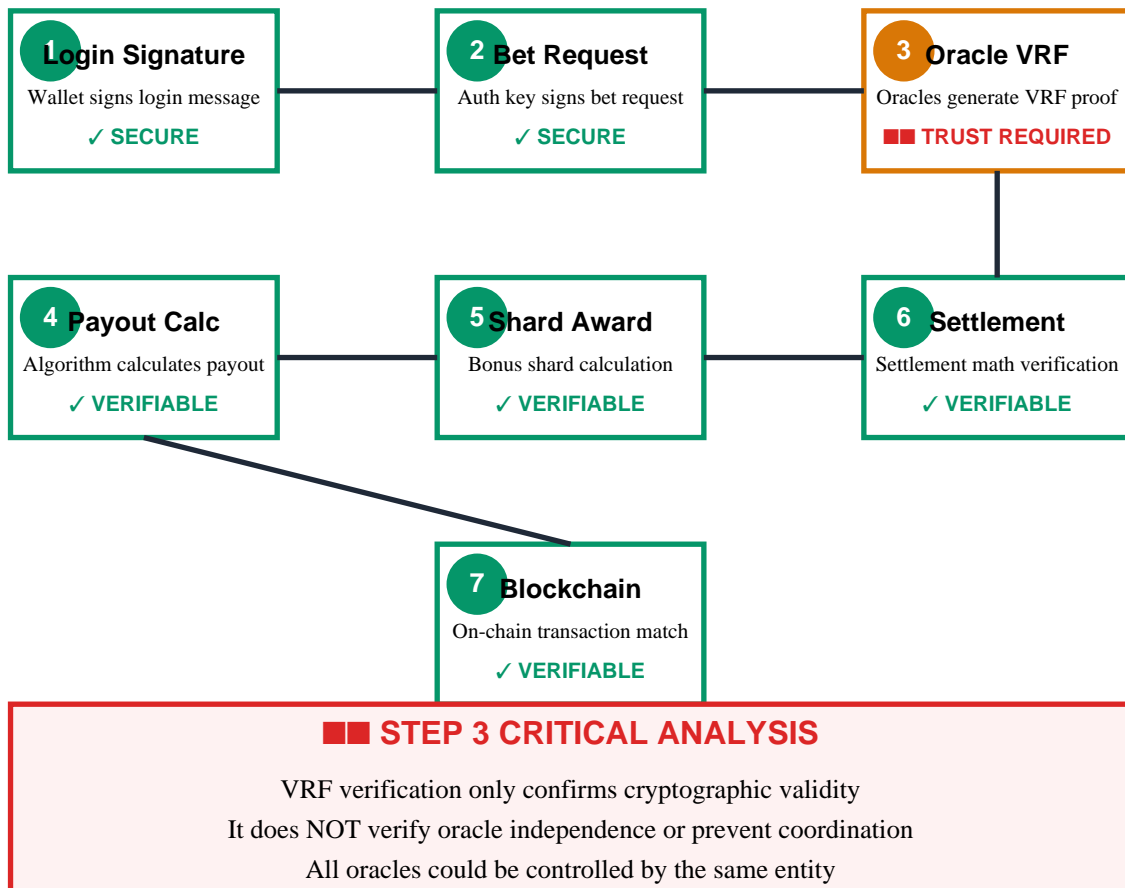 1 Login Signature
Wallet signs login message
✓ SECURE
2 Bet Request
Auth key signs bet request
✓ SECURE
3 Oracle VRF
Oracles generate VRF proof
■■ TRUST REQUIRED
4 Payout Calc
Algorithm calculates payout
✓ VERIFIABLE
5 Shard Award
Bonus shard calculation
✓ VERIFIABLE
6 Settlement
Settlement math verification
✓ VERIFIABLE
7 Blockchain
On-chain transaction match
✓ VERIFIABLE
■■ STEP 3 CRITICAL ANALYSIS
VRF verification only confirms cryptographic validity
It does NOT verify oracle independence or prevent coordination
All oracles could be controlled by the same entity